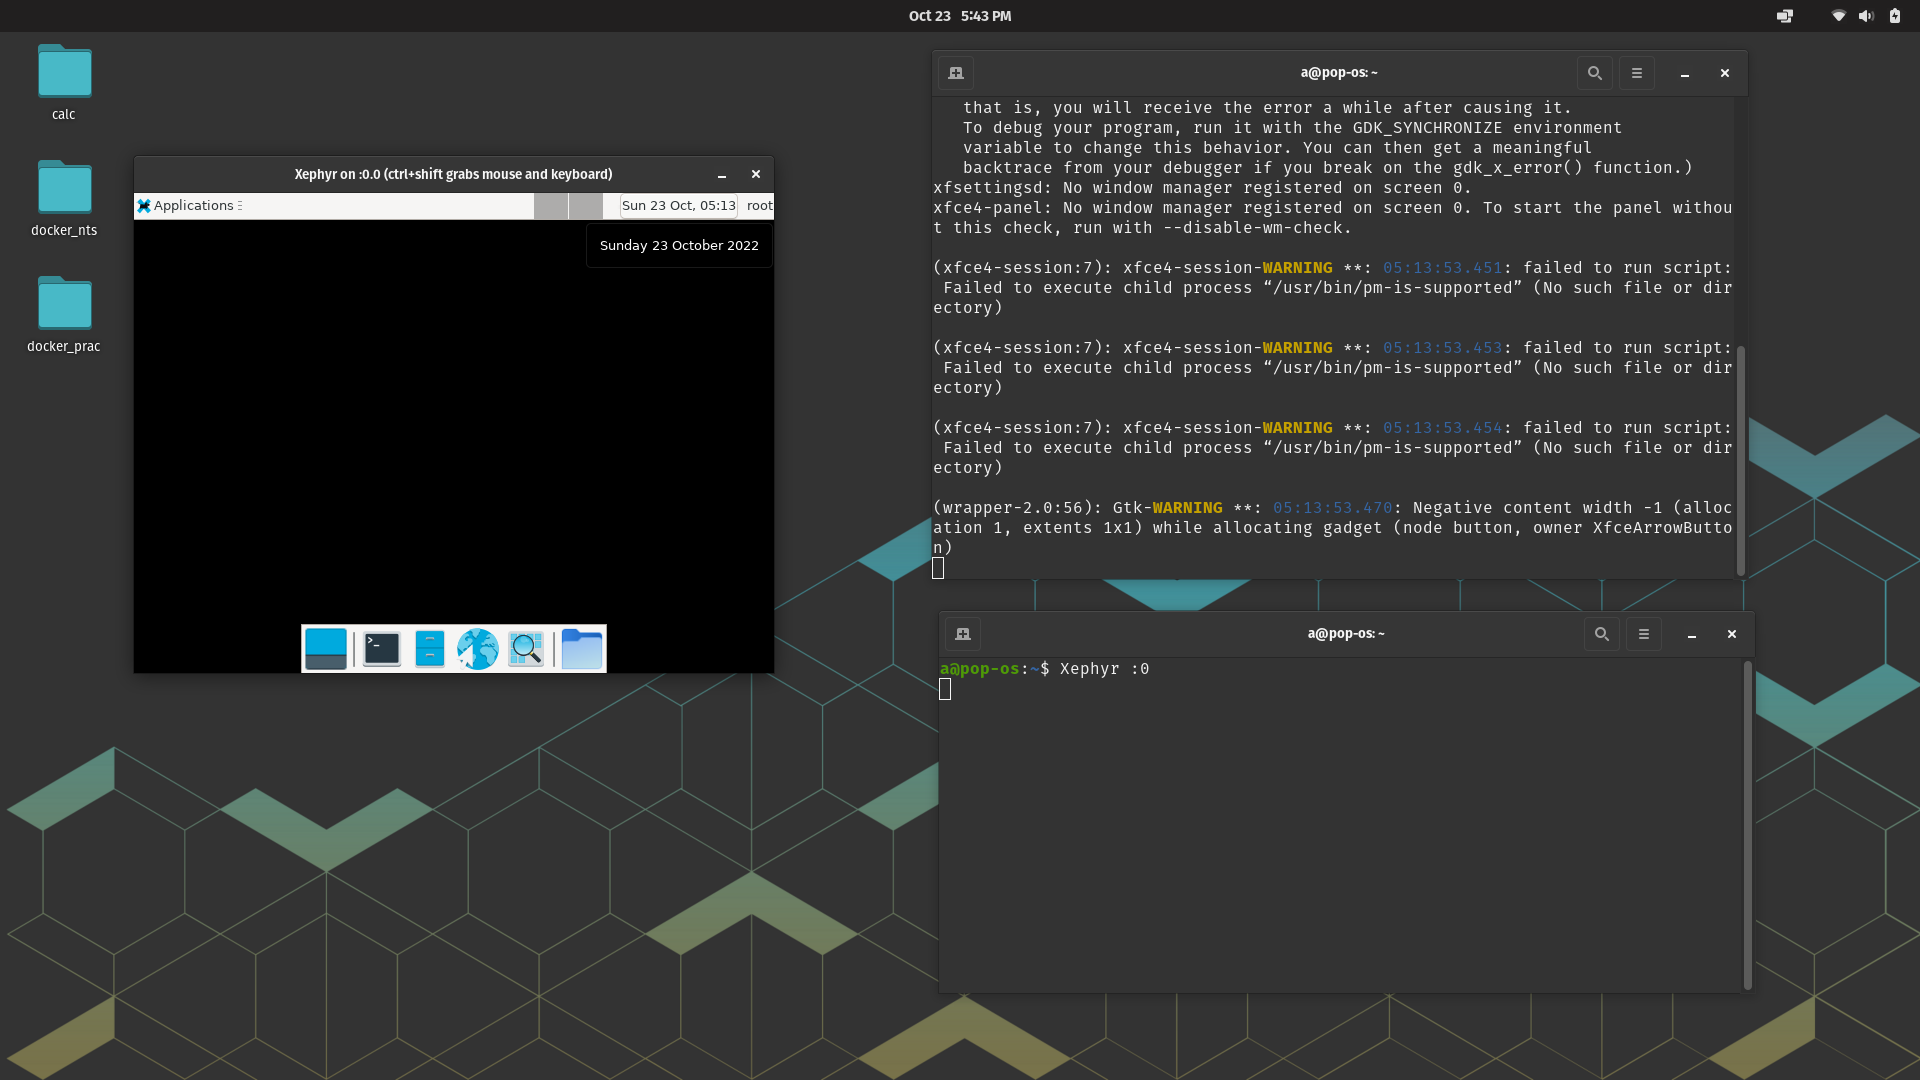 Oct 23 5:43 PM
calc
docker_nts
docker_prac
Xephyr on :0.0 (ctrl+shift grabs mouse and keyboard)
Applications
Sun 23 Oct, 05:13
root
Sunday 23 October 2022
a@pop-os: ~
that is, you will receive the error a while after causing it.
To debug your program, run it with the GDK_SYNCHRONIZE environment
variable to change this behavior. You can then get a meaningful
backtrace from your debugger if you break on the gdk_x_error() function.)
xfsettingsd: No window manager registered on screen 0.
xfce4-panel: No window manager registered on screen 0. To start the panel withou
t this check, run with --disable-wm-check.
(xfce4-session:7): xfce4-session-WARNING **: 05:13:53.451: failed to run script:
Failed to execute child process “/usr/bin/pm-is-supported” (No such file or dir
ectory)
(xfce4-session:7): xfce4-session-WARNING **: 05:13:53.453: failed to run script:
Failed to execute child process “/usr/bin/pm-is-supported” (No such file or dir
ectory)
(xfce4-session:7): xfce4-session-WARNING **: 05:13:53.454: failed to run script:
Failed to execute child process “/usr/bin/pm-is-supported” (No such file or dir
ectory)
(wrapper-2.0:56): Gtk-WARNING **: 05:13:53.470: Negative content width -1 (alloc
ation 1, extents 1x1) while allocating gadget (node button, owner XfceArrowButto
n)
a@pop-os: ~
a@pop-os:~$ Xephyr :0